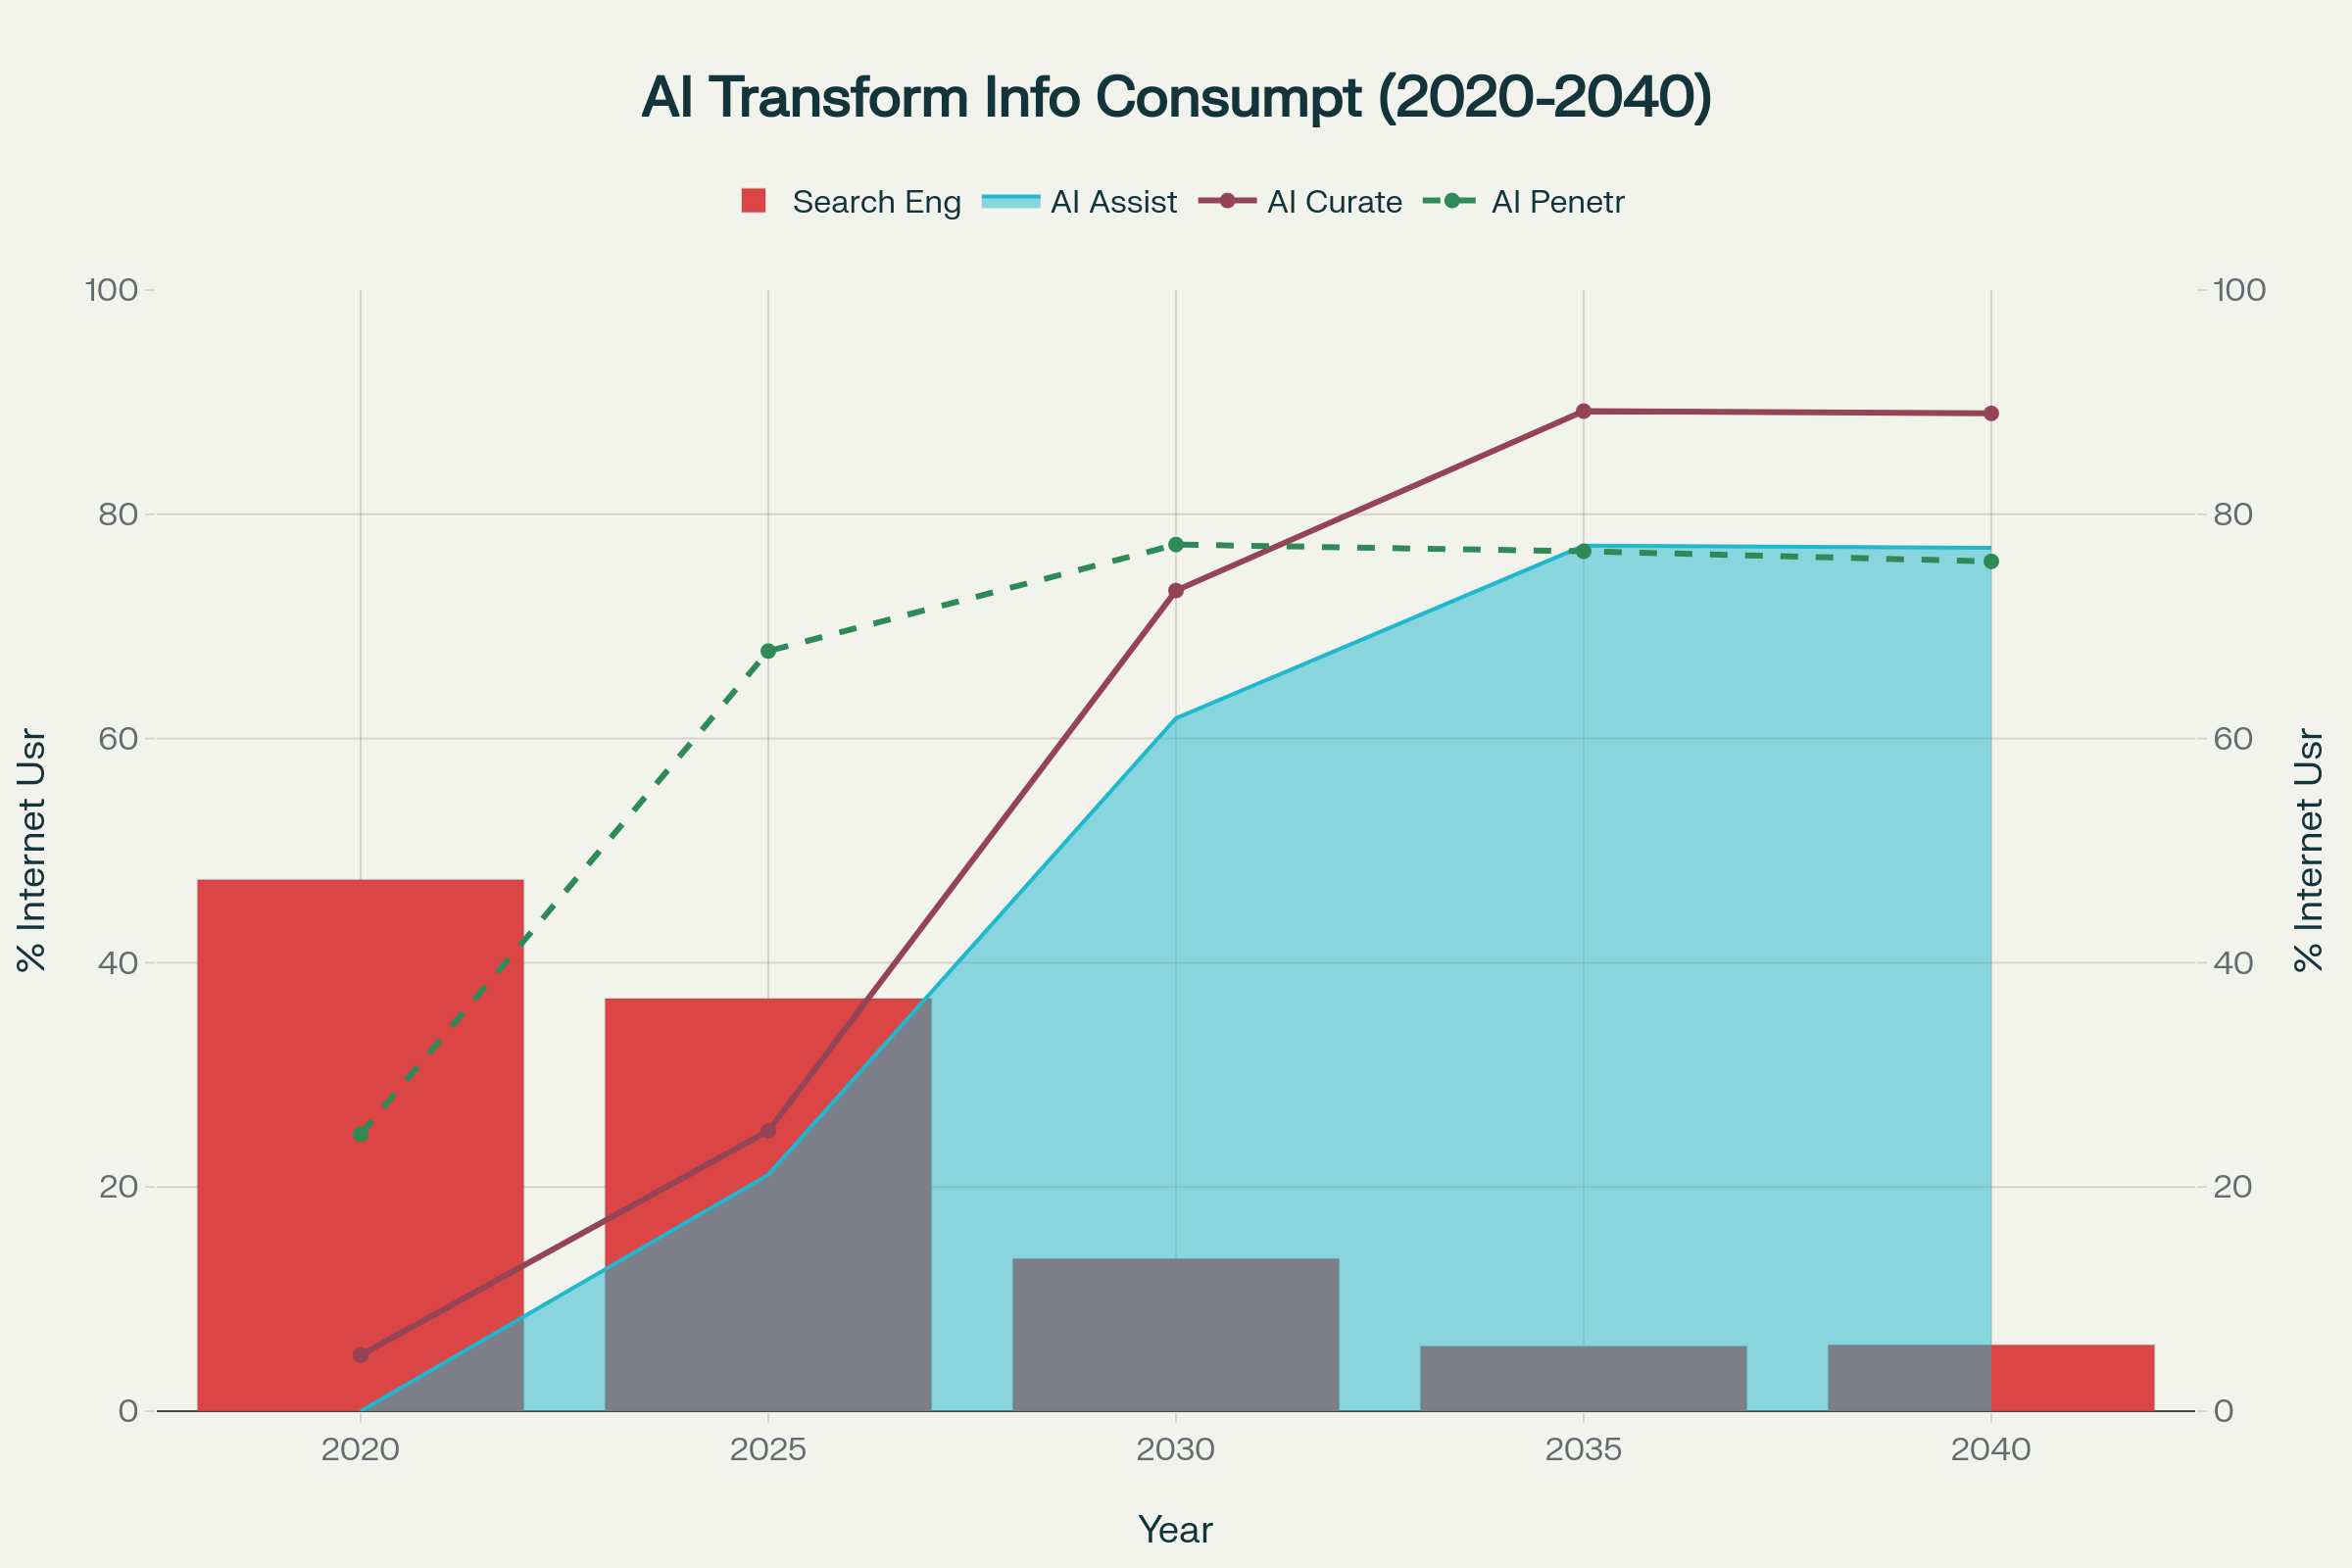 AI Transform Info Consumpt (2020-2040)
Search Eng AI Assist AI Curate AI Penetr
100 100
80 80
60 60
% Internet Usr
% Internet Usr
40 40
20 20
0 0
2020 2025 2030 2035 2040
Year